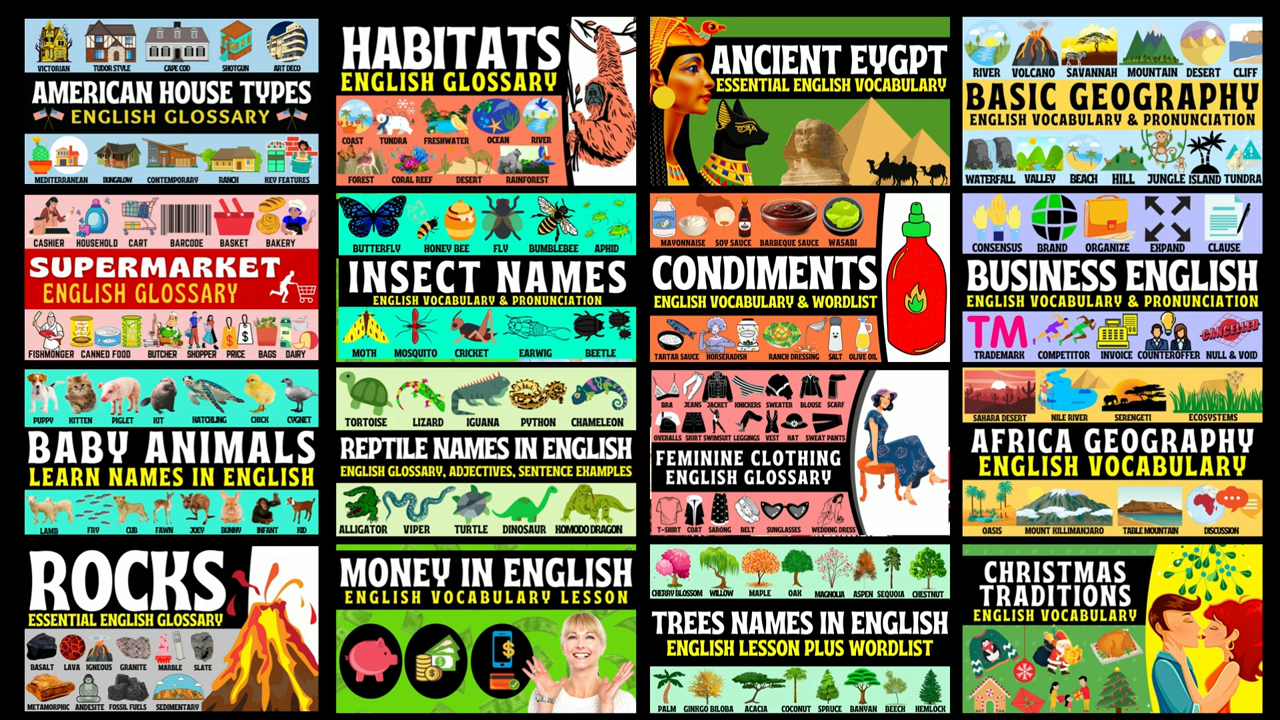 VICTORIAN TUDOR STYLE CAPE COD SHOTGUN ART DECO
AMERICAN HOUSE TYPES
ENGLISH GLOSSARY
MEDITERRANEAN BUNGALOW CONTEMPORARY RANCH KEY FEATURES
HABITATS
ENGLISH GLOSSARY
COAST TUNDRA FRESHWATER OCEAN RIVER
FOREST CORAL REEF DESERT RAINFOREST
ANCIENT EYGPT
ESSENTIAL ENGLISH VOCABULARY
RIVER VOLCANO SAVANNAH MOUNTAIN DESERT CLIFF
BASIC GEOGRAPHY
ENGLISH VOCABULARY & PRONUNCIATION
WATERFALL VALLEY BEACH HILL JUNGLE ISLAND TUNDRA
CASHIER HOUSEHOLD CART BARCODE BASKET BAKERY
SUPERMARKET
ENGLISH GLOSSARY
FISHMONGER CANNED FOOD BUTCHER SHOPPER PRICE BAGS DAIRY
BUTTERFLY HONEY BEE FLY BUMBLEBEE APHID
INSECT NAMES
ENGLISH VOCABULARY & PRONUNCIATION
MOTH MOSQUITO CRICKET EARWIG BEETLE
MAYONNAISE SOY SAUCE BARBEQUE SAUCE WASABI
CONDIMENTS
ENGLISH VOCABULARY & WORDLIST
TARTAR SAUCE HORSERADISH RANCH DRESSING SALT OLIVE OIL
CONSENSUS BRAND ORGANIZE EXPAND CLAUSE
BUSINESS ENGLISH
ENGLISH VOCABULARY & PRONUNCIATION
TM
CANCELLED
TRADEMARK COMPETITOR INVOICE COUNTEROFFER NULL & VOID
PUPPY KITTEN PIGLET KIT HATCHLING CHICK CYGNET
BABY ANIMALS
LEARN NAMES IN ENGLISH
LAMB FRY CUB FAWN JOEY BUNNY INFANT KID
TORTOISE LIZARD IGUANA PYTHON CHAMELEON
REPTILE NAMES IN ENGLISH
ENGLISH GLOSSARY, ADJECTIVES, SENTENCE EXAMPLES
ALLIGATOR VIPER TURTLE DINOSAUR KOMODO DRAGON
BRA JEANS JACKET KNICKERS SWEATER BLOUSE SCARF
OVERALLS SKIRT SWIMSUIT LEGGINGS VEST HAT SWEAT PANTS
FEMININE CLOTHING
ENGLISH GLOSSARY
T-SHIRT COAT SARONG BELT SUNGLASSES WEDDING DRESS
SAHARA DESERT NILE RIVER SERENGETI ECOSYSTEMS
AFRICA GEOGRAPHY
ENGLISH VOCABULARY
OASIS MOUNT KILIMANJARO TABLE MOUNTAIN DISCUSSION
ROCKS
ESSENTIAL ENGLISH GLOSSARY
BASALT LAVA IGNEOUS GRANITE MARBLE SLATE
METAMORPHIC ANDESITE FOSSIL FUELS SEDIMENTARY
MONEY IN ENGLISH
ENGLISH VOCABULARY LESSON
CHERRY BLOSSOM WILLOW MAPLE OAK MAGNOLIA ASPEN SEQUOIA CHESTNUT
TREES NAMES IN ENGLISH
ENGLISH LESSON PLUS WORDLIST
PALM GINKGO BILOBA ACACIA COCONUT SPRUCE BANYAN BEECH HEMLOCK
CHRISTMAS
TRADITIONS
ENGLISH VOCABULARY